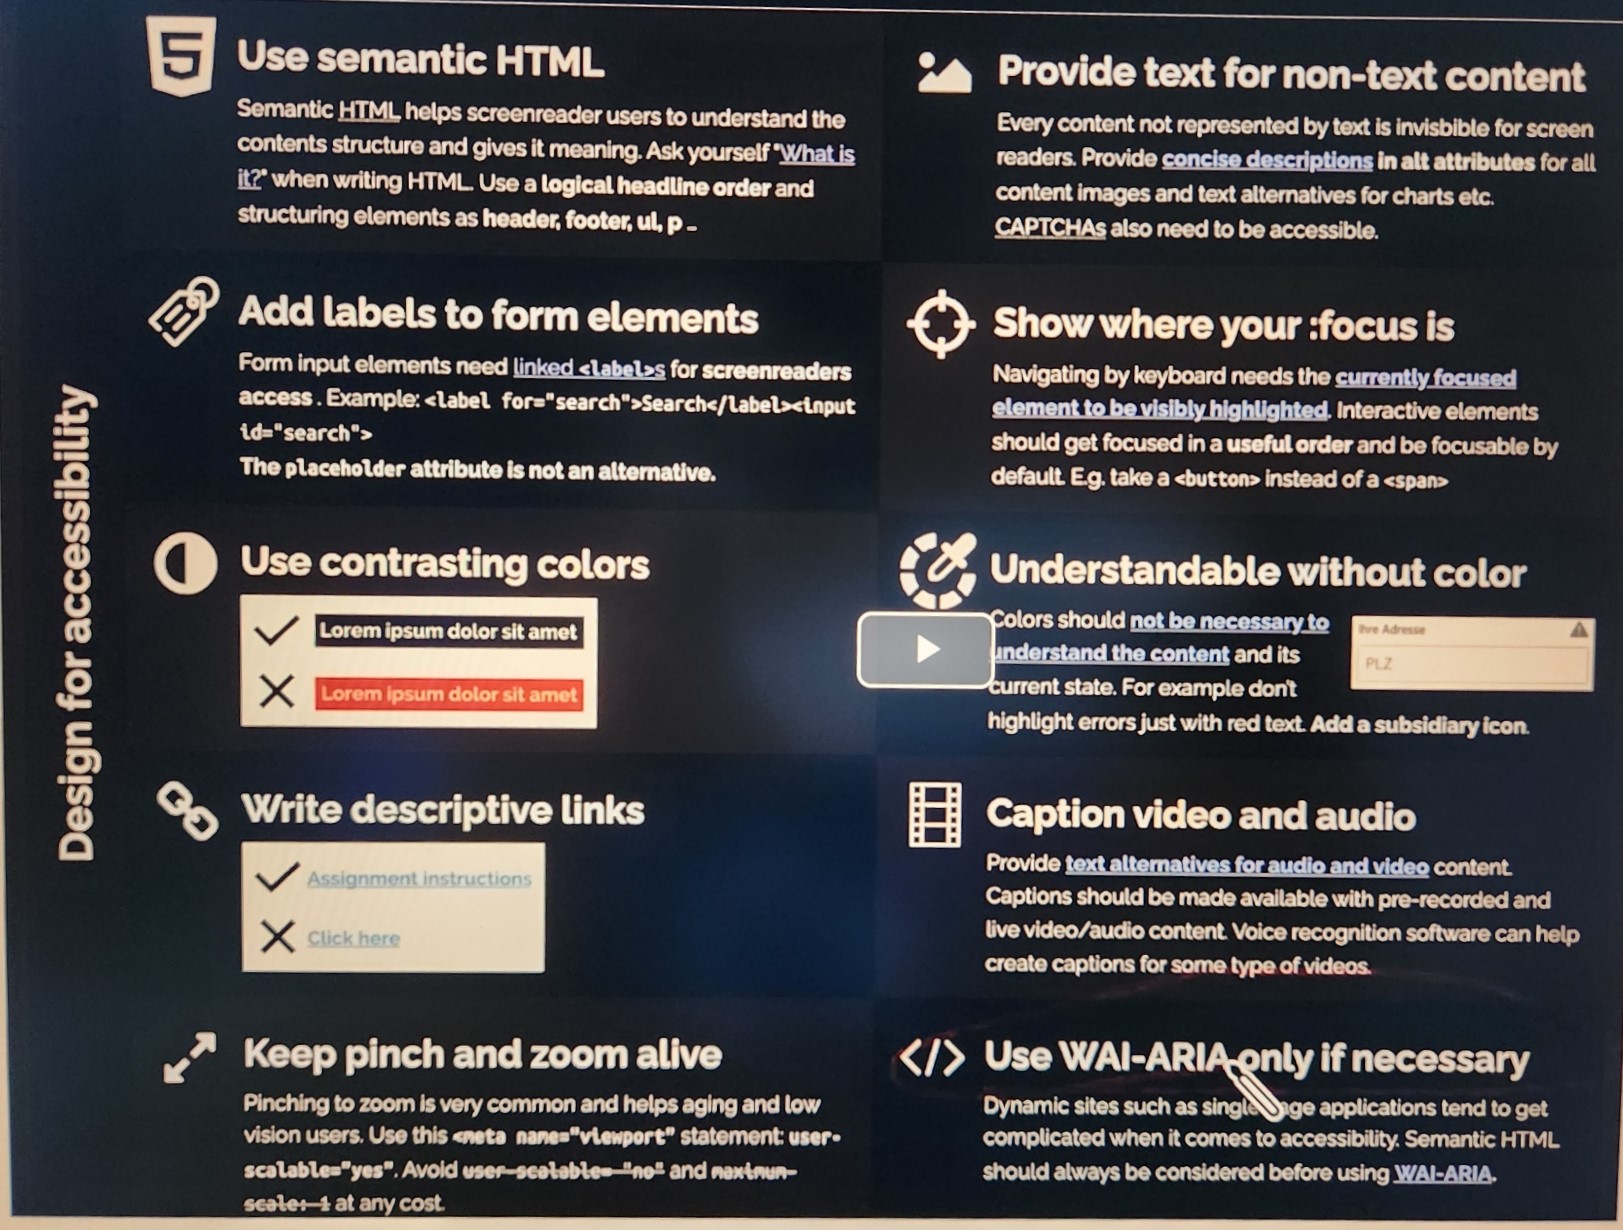 Design for accessibility
5
Use semantic HTML
Semantic HTML helps screenreader users to understand the
contents structure and gives it meaning. Ask yourself "What is
it?" when writing HTML. Use a logical headline order and
structuring elements as header, footer, ul, p -
Provide text for non-text content
Every content not represented by text is invisbible for screen
readers. Provide concise descriptions in alt attributes for all
content images and text alternatives for charts etc.
CAPTCHAs also need to be accessible.
Add labels to form elements
Form input elements need linked <label>s for screenreaders
access . Example: <label for="search">Search</label><input
id="search">
The placeholder attribute is not an alternative.
Show where your :focus is
Navigating by keyboard needs the currently focused
element to be visibly highlighted. Interactive elements
should get focused in a useful order and be focusable by
default. E.g. take a <button> instead of a <span>
Use contrasting colors
Lorem ipsum dolor sit amet
Lorem ipsum dolor sit amet
Understandable without color
Colors should not be necessary to
understand the content and its
current state. For example don't
highlight errors just with red text. Add a subsidiary icon.
Ihre Adresse
PLZ
Write descriptive links
Assignment instructions
Click here
Caption video and audio
Provide text alternatives for audio and video content.
Captions should be made available with pre-recorded and
live video/audio content. Voice recognition software can help
create captions for some type of videos.
Keep pinch and zoom alive
Pinching to zoom is very common and helps aging and low
vision users. Use this <meta name="viewport" statement: user-
scalable="yes". Avoid user-scalable= "no" and maximum-
scale: 1 at any cost.
</> Use WAI-ARIA only if necessary
Dynamic sites such as single applications tend to get
complicated when it comes to accessibility. Semantic HTML
should always be considered before using WAI-ARIA.